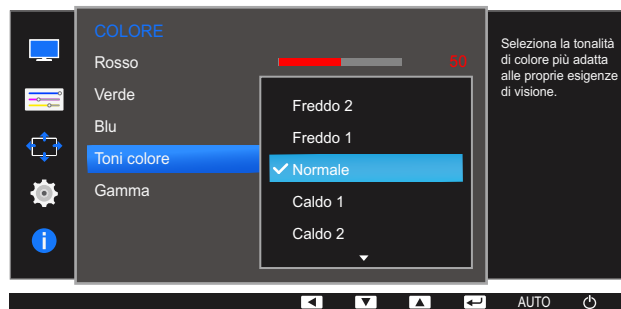 COLORE
Rosso 50
Verde
Blu
Toni colore
Gamma
Freddo 2
Freddo 1
Normale
Caldo 1
Caldo 2
Seleziona la tonalità
di colore più adatta
alle proprie esigenze
di visione.
AUTO